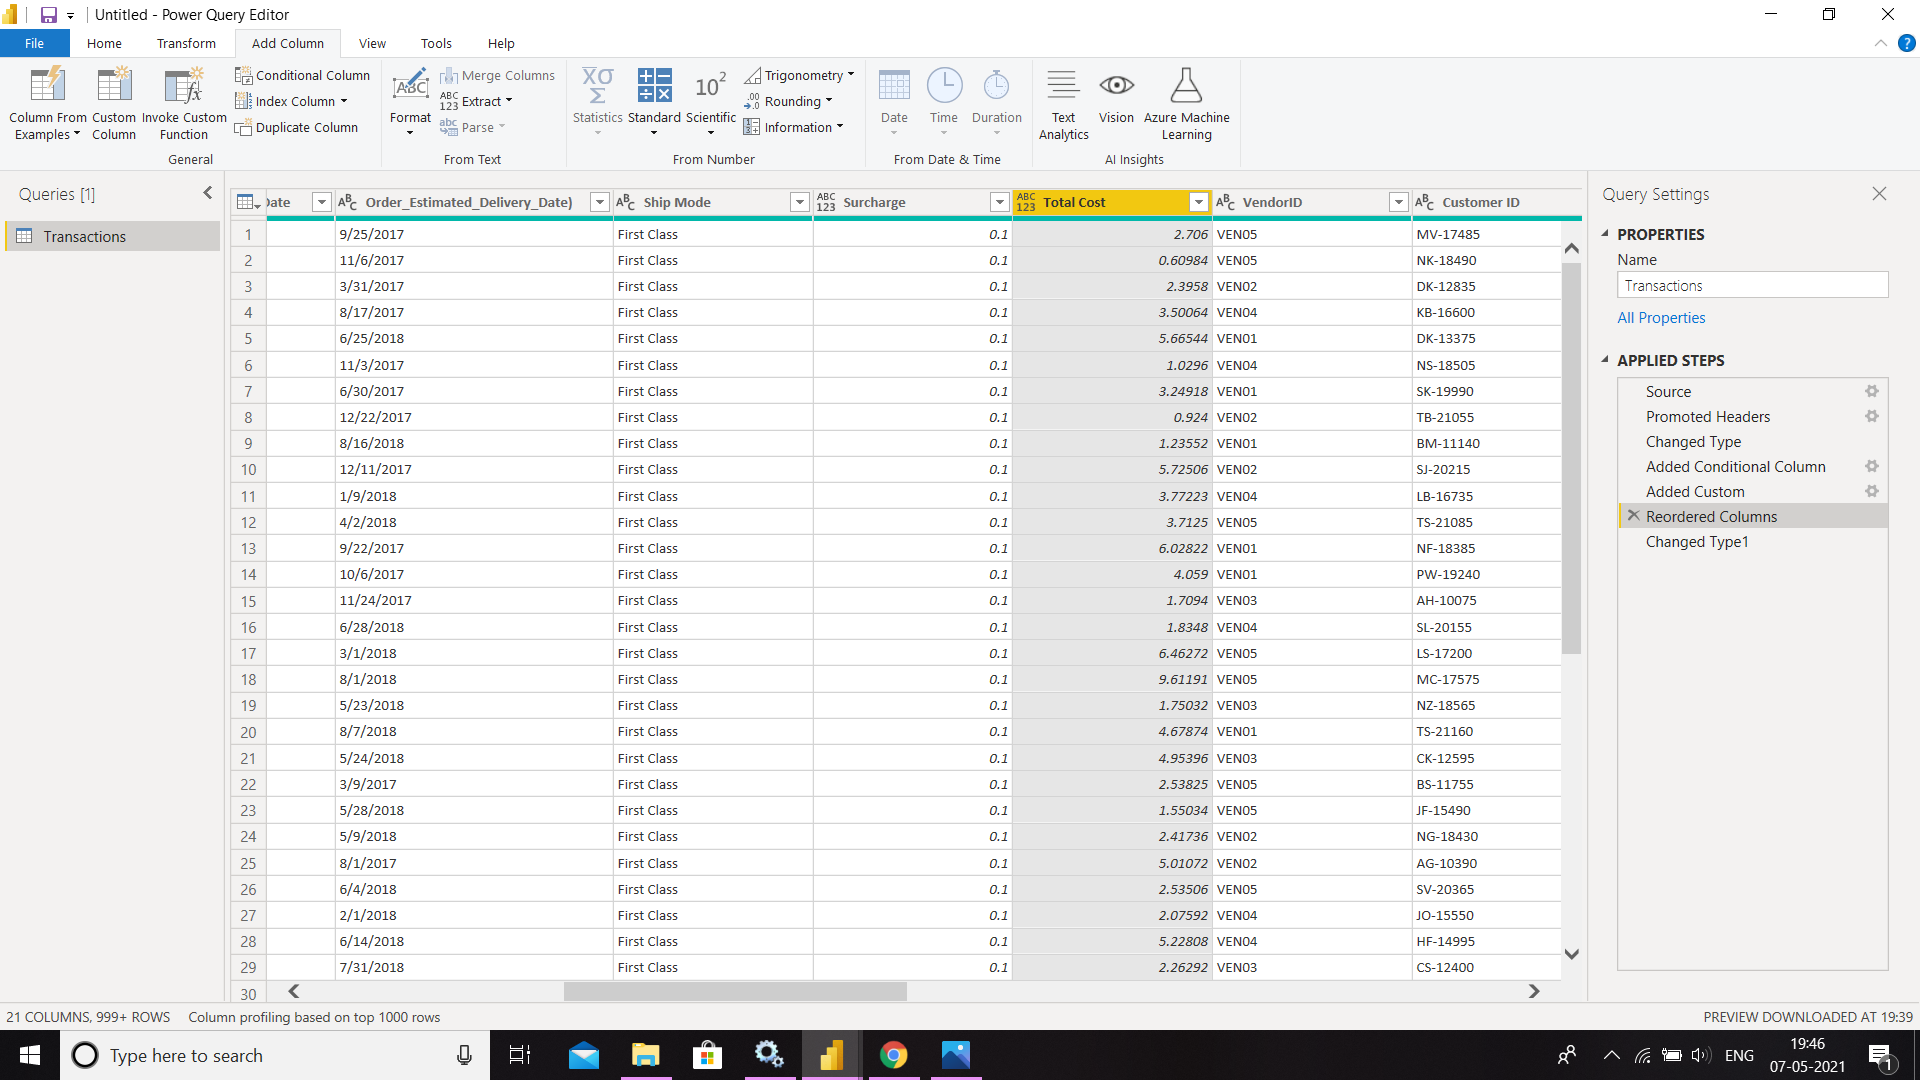 Untitled - Power Query Editor
File Home Transform Add Column View Tools Help
Column From Examples
Custom Column
Invoke Custom Function
Conditional Column
Index Column
Duplicate Column
General
Format
Merge Columns
Extract
Parse
From Text
Statistics
Standard
Scientific
Trigonometry
Rounding
Information
From Number
Date
Time
Duration
From Date & Time
Text Analytics
Vision
Azure Machine Learning
AI Insights
Queries [1]
Transactions
Date Order_Estimated_Delivery_Date) Ship Mode Surcharge Total Cost VendorID Customer ID
1 9/25/2017 First Class 0.1 2.706 VEN05 MV-17485
2 11/6/2017 First Class 0.1 0.60984 VEN05 NK-18490
3 3/31/2017 First Class 0.1 2.3958 VEN02 DK-12835
4 8/17/2017 First Class 0.1 3.50064 VEN04 KB-16600
5 6/25/2018 First Class 0.1 5.66544 VEN01 DK-13375
6 11/3/2017 First Class 0.1 1.0296 VEN04 NS-18505
7 6/30/2017 First Class 0.1 3.24918 VEN01 SK-19990
8 12/22/2017 First Class 0.1 0.924 VEN02 TB-21055
9 8/16/2018 First Class 0.1 1.23552 VEN01 BM-11140
10 12/11/2017 First Class 0.1 5.72506 VEN02 SJ-20215
11 1/9/2018 First Class 0.1 3.77223 VEN04 LB-16735
12 4/2/2018 First Class 0.1 3.7125 VEN05 TS-21085
13 9/22/2017 First Class 0.1 6.02822 VEN01 NF-18385
14 10/6/2017 First Class 0.1 4.059 VEN01 PW-19240
15 11/24/2017 First Class 0.1 1.7094 VEN03 AH-10075
16 6/28/2018 First Class 0.1 1.8348 VEN04 SL-20155
17 3/1/2018 First Class 0.1 6.46272 VEN05 LS-17200
18 8/1/2018 First Class 0.1 9.61191 VEN05 MC-17575
19 5/23/2018 First Class 0.1 1.75032 VEN03 NZ-18565
20 8/7/2018 First Class 0.1 4.67874 VEN01 TS-21160
21 5/24/2018 First Class 0.1 4.95396 VEN03 CK-12595
22 3/9/2017 First Class 0.1 2.53825 VEN05 BS-11755
23 5/28/2018 First Class 0.1 1.55034 VEN05 JF-15490
24 5/9/2018 First Class 0.1 2.41736 VEN02 NG-18430
25 8/1/2017 First Class 0.1 5.01072 VEN02 AG-10390
26 6/4/2018 First Class 0.1 2.53506 VEN05 SV-20365
27 2/1/2018 First Class 0.1 2.07592 VEN04 JO-15550
28 6/14/2018 First Class 0.1 5.22808 VEN04 HF-14995
29 7/31/2018 First Class 0.1 2.26292 VEN03 CS-12400
30
Query Settings
PROPERTIES
Name
Transactions
All Properties
APPLIED STEPS
Source
Promoted Headers
Changed Type
Added Conditional Column
Added Custom
Reordered Columns
Changed Type1
21 COLUMNS, 999+ ROWS Column profiling based on top 1000 rows PREVIEW DOWNLOADED AT 19:39
Type here to search
ENG
19:46
07-05-2021
1